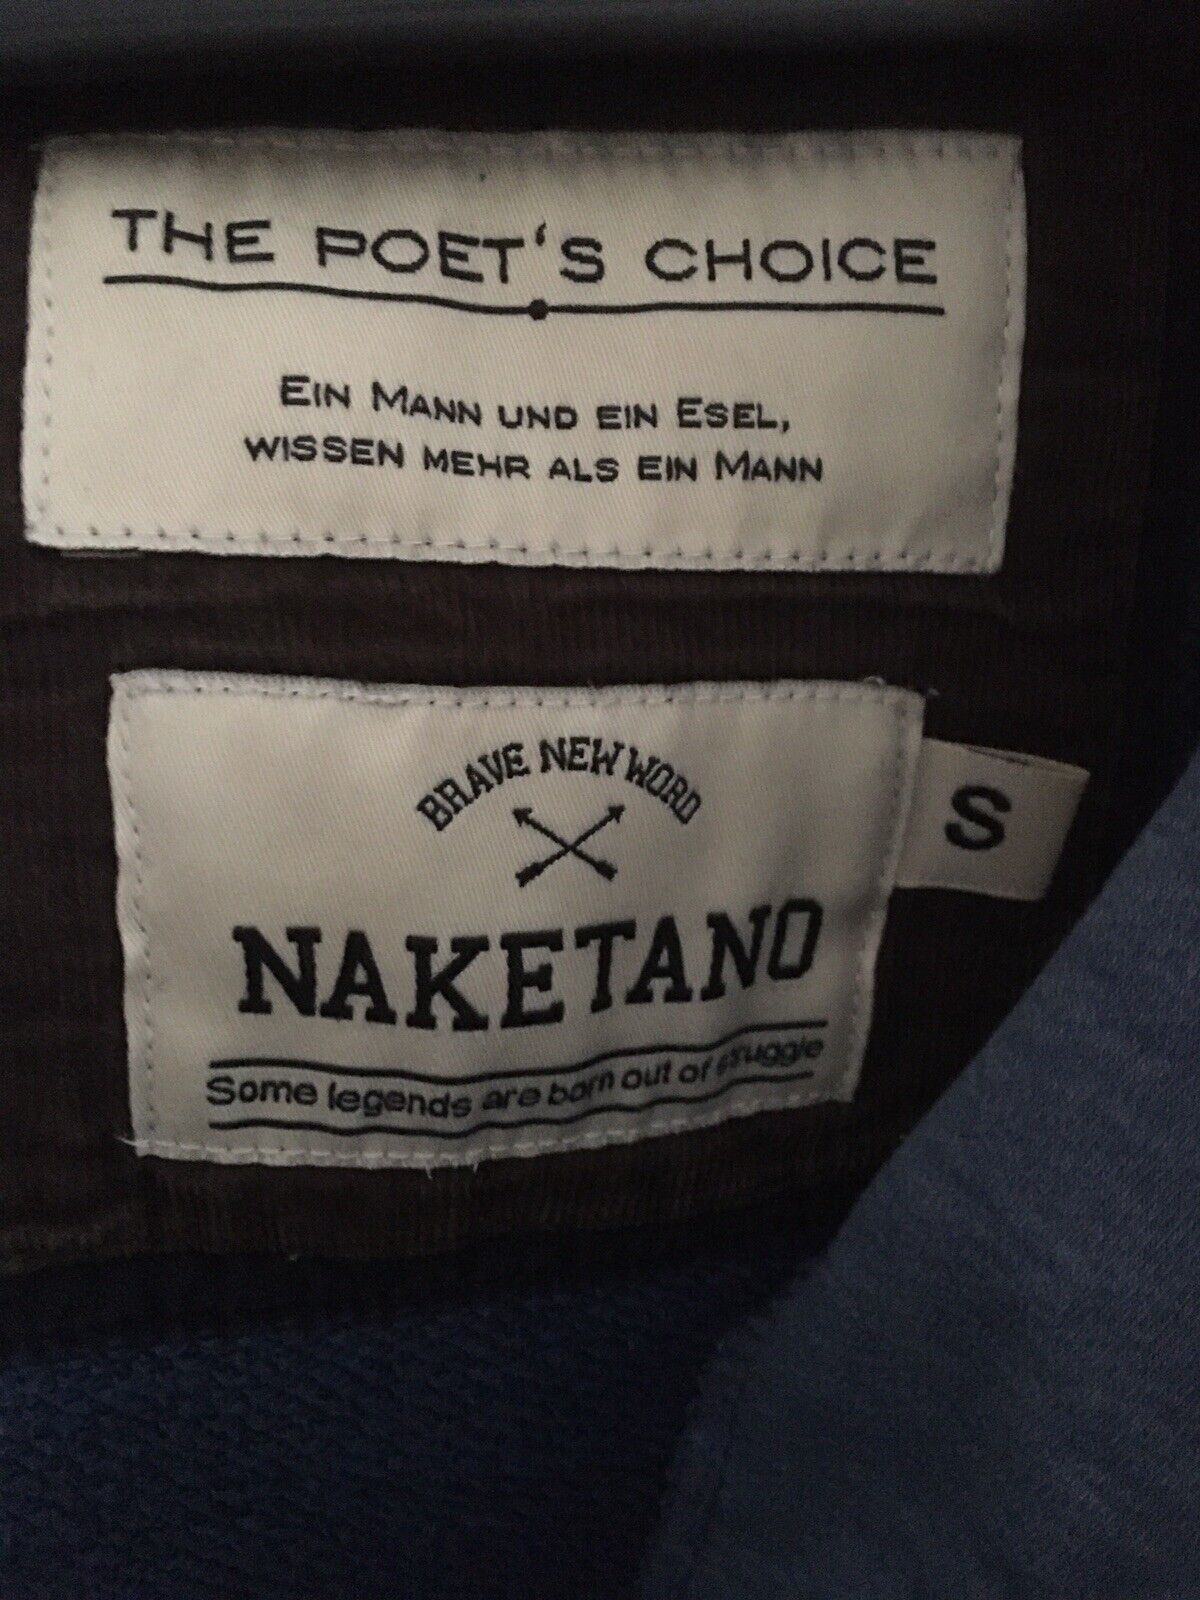 THE POET‘S CHOICE
EIN MANN UND EIN ESEL,
WISSEN MEHR ALS EIN MANN
BRAVE NEW WORD
NAKETANO
Some legends are born out of struggle
S